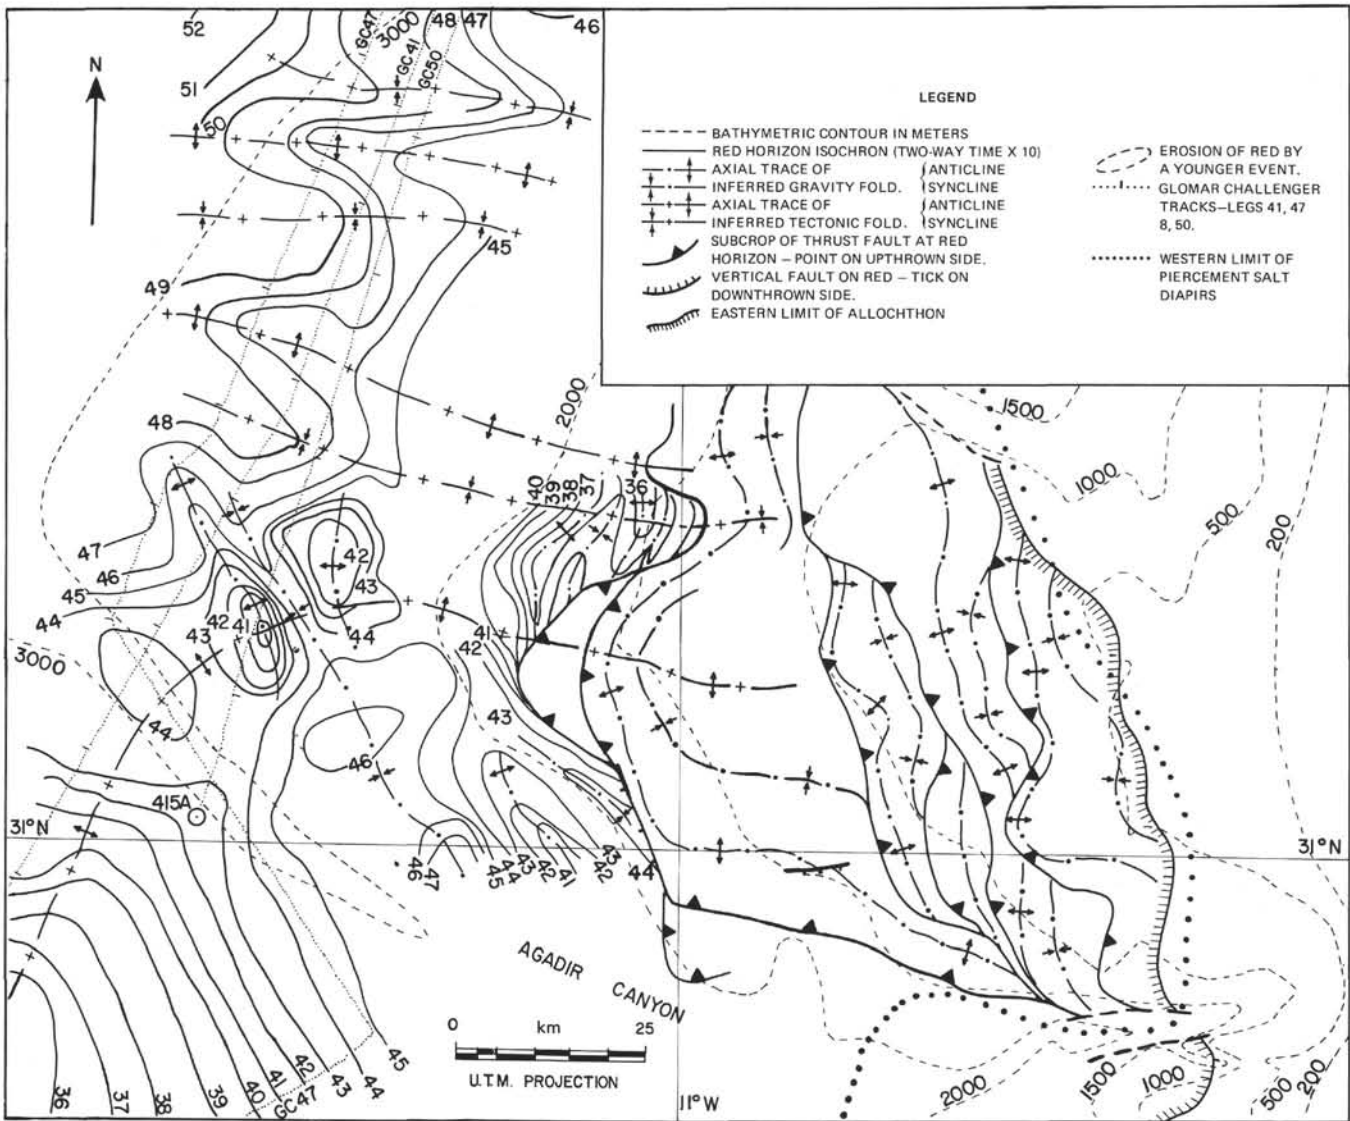 52
GC47
3000
48
47
46
GC41
GC50
N
51
50
45
49
48
47
46
45
44
42
43
44
42
41
43
3000
44
46
415A
31°N
2000
40
39
38
37
36
41
42
43
46
47
45
44
43
42
41
42
43
44
1500
1000
500
200
31°N
LEGEND
BATHYMETRIC CONTOUR IN METERS
RED HORIZON ISOCHRON (TWO-WAY TIME X 10)
AXIAL TRACE OF ANTICLINE
INFERRED GRAVITY FOLD. SYNCLINE
AXIAL TRACE OF ANTICLINE
INFERRED TECTONIC FOLD. SYNCLINE
SUBCROP OF THRUST FAULT AT RED
HORIZON – POINT ON UPTHROWN SIDE.
VERTICAL FAULT ON RED – TICK ON
DOWNTHROWN SIDE.
EASTERN LIMIT OF ALLOCHTHON
EROSION OF RED BY
A YOUNGER EVENT.
GLOMAR CHALLENGER
TRACKS–LEGS 41, 47
8, 50.
WESTERN LIMIT OF
PIERCEMENT SALT
DIAPIRS
AGADIR
CANYON
0 km 25
U.T.M. PROJECTION
36
37
38
39
40
41
42
43
44
45
GC47
11°W
2000
1500
1000
500
200